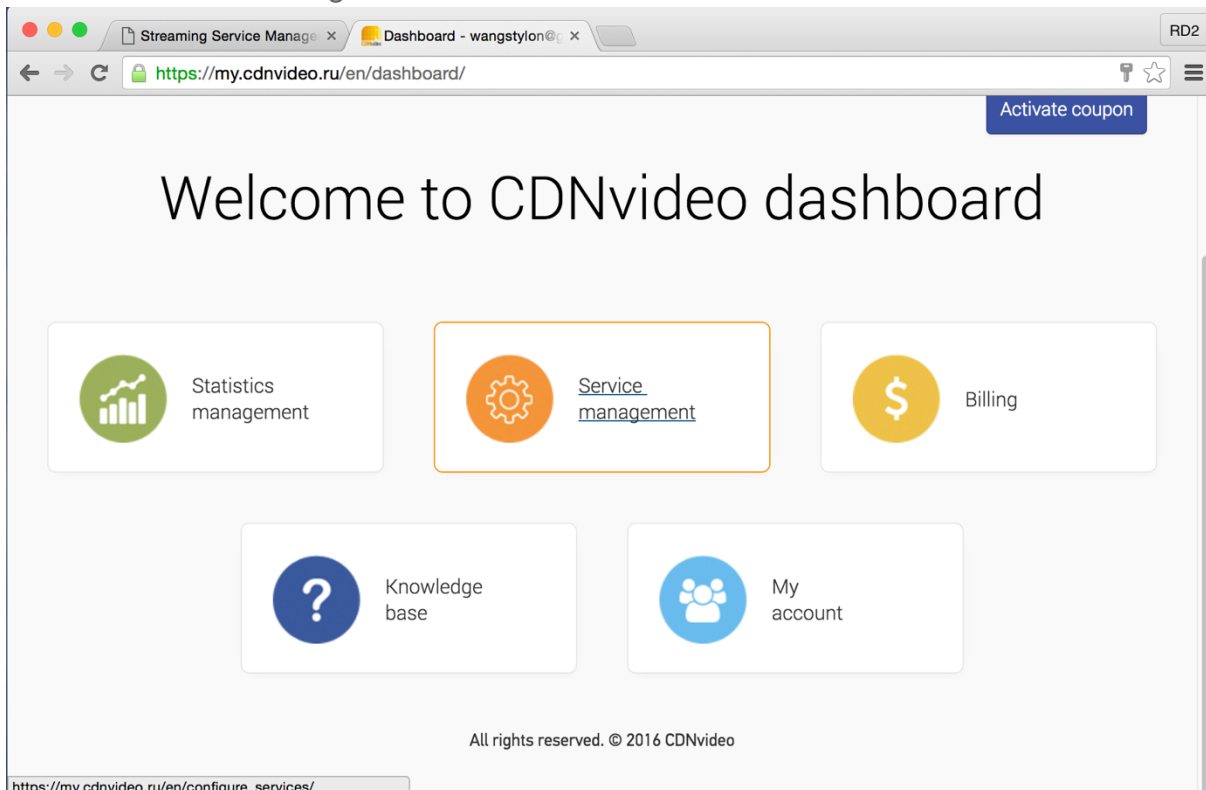 Streaming Service Manage
Dashboard - wangstylon@g
RD2
https://my.cdnvideo.ru/en/dashboard/
Activate coupon
Welcome to CDNvideo dashboard
Statistics
management
Service
management
$
Billing
?
Knowledge
base
My
account
All rights reserved. © 2016 CDNvideo
https://my.cdnvideo.ru/en/configure_services/